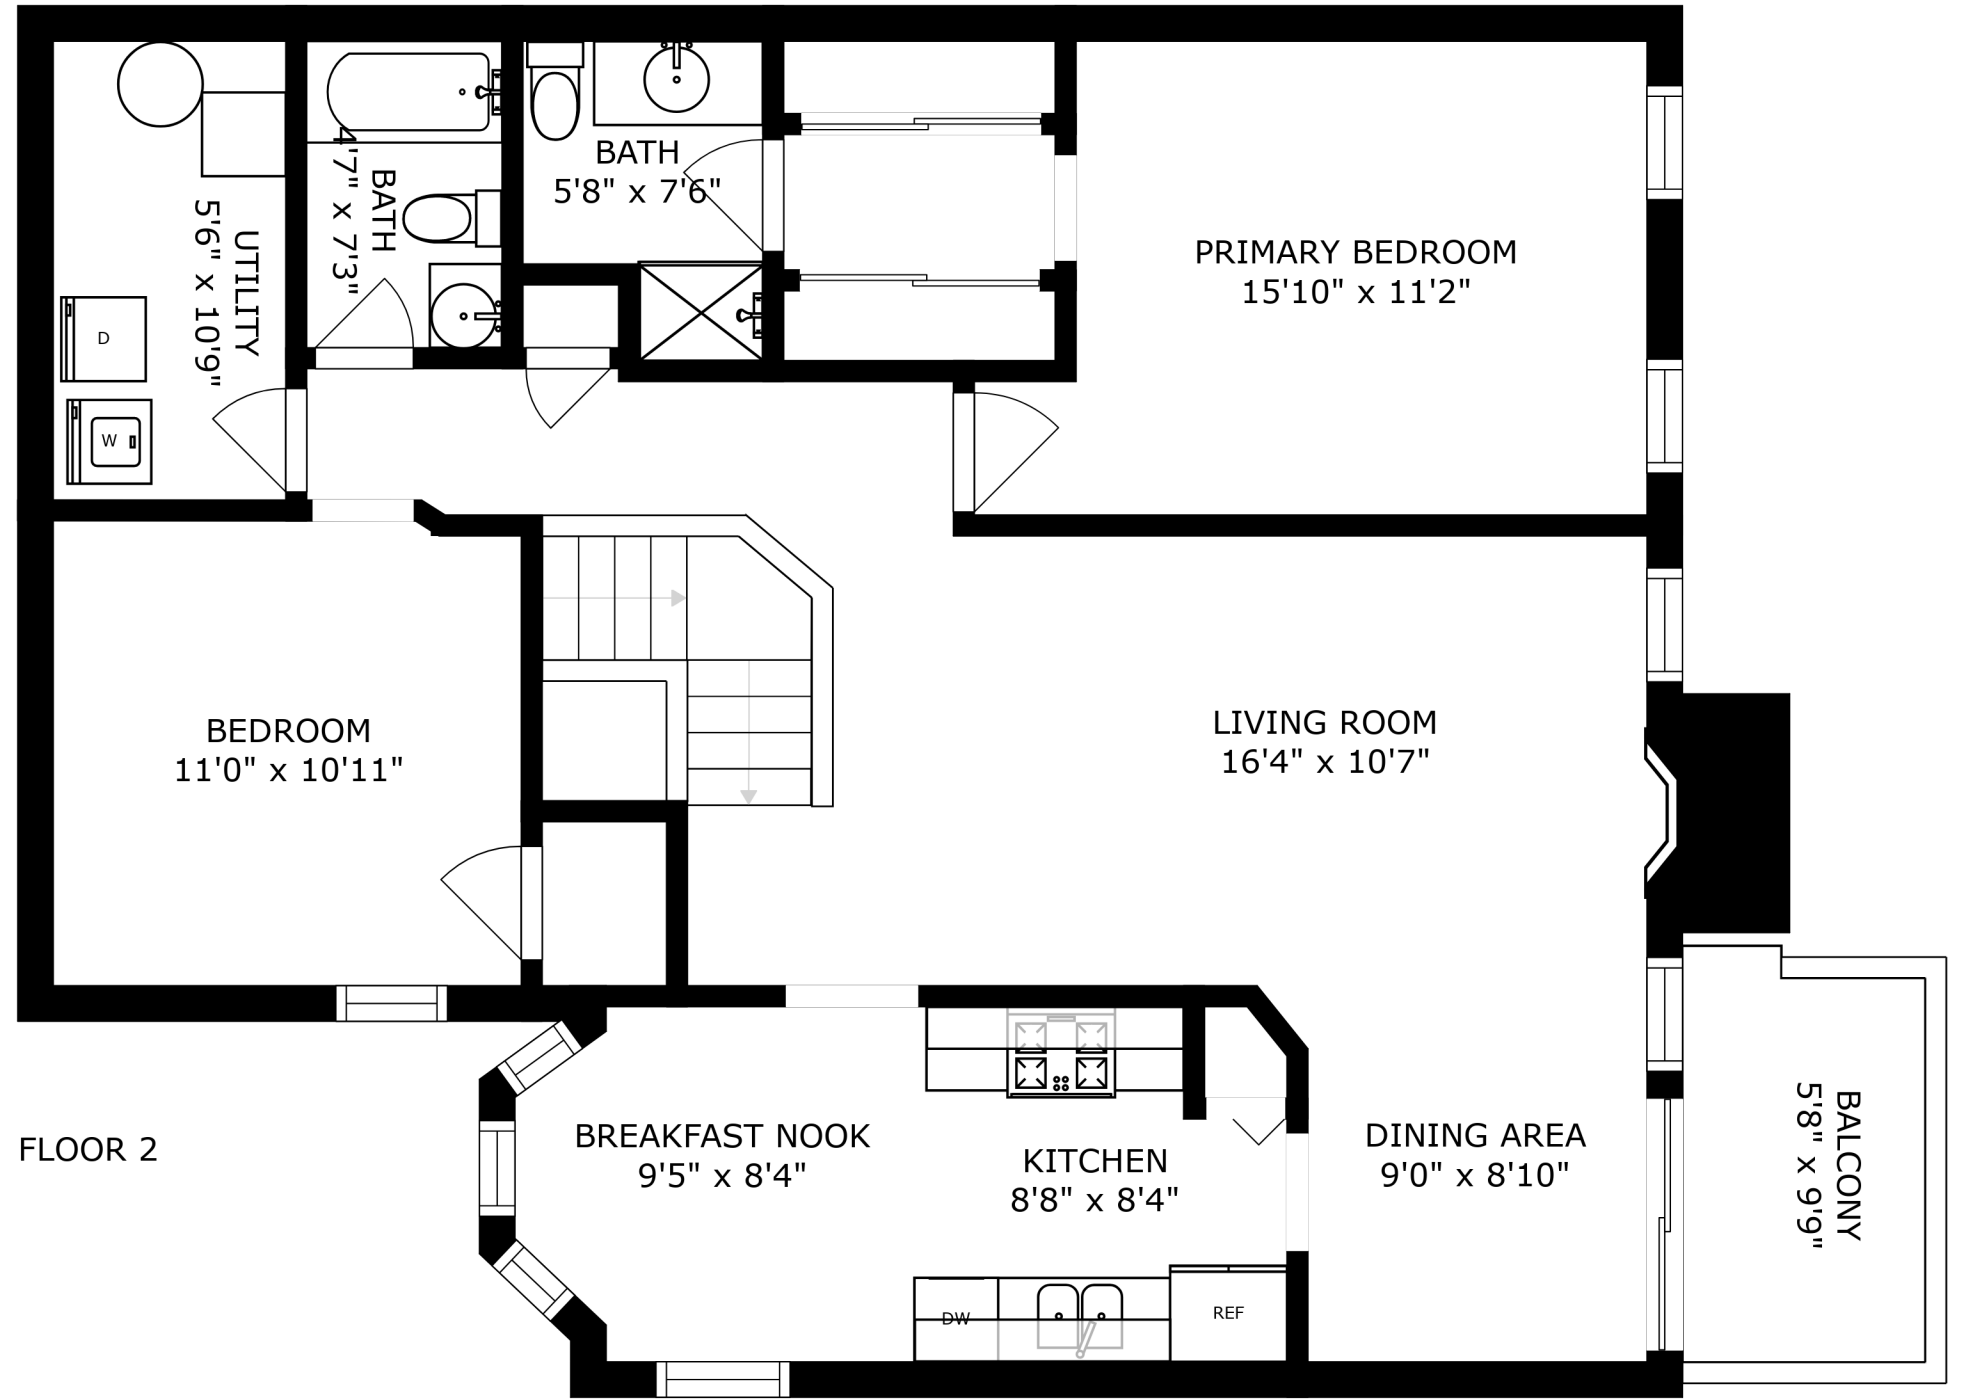 BATH
5'8" x 7'6"
BATH
4'7" x 7'3"
UTILITY
5'6" x 10'9"
D
W
PRIMARY BEDROOM
15'10" x 11'2"
BEDROOM
11'0" x 10'11"
LIVING ROOM
16'4" x 10'7"
FLOOR 2
BREAKFAST NOOK
9'5" x 8'4"
KITCHEN
8'8" x 8'4"
DINING AREA
9'0" x 8'10"
BALCONY
5'8" x 9'9"
DW
REF